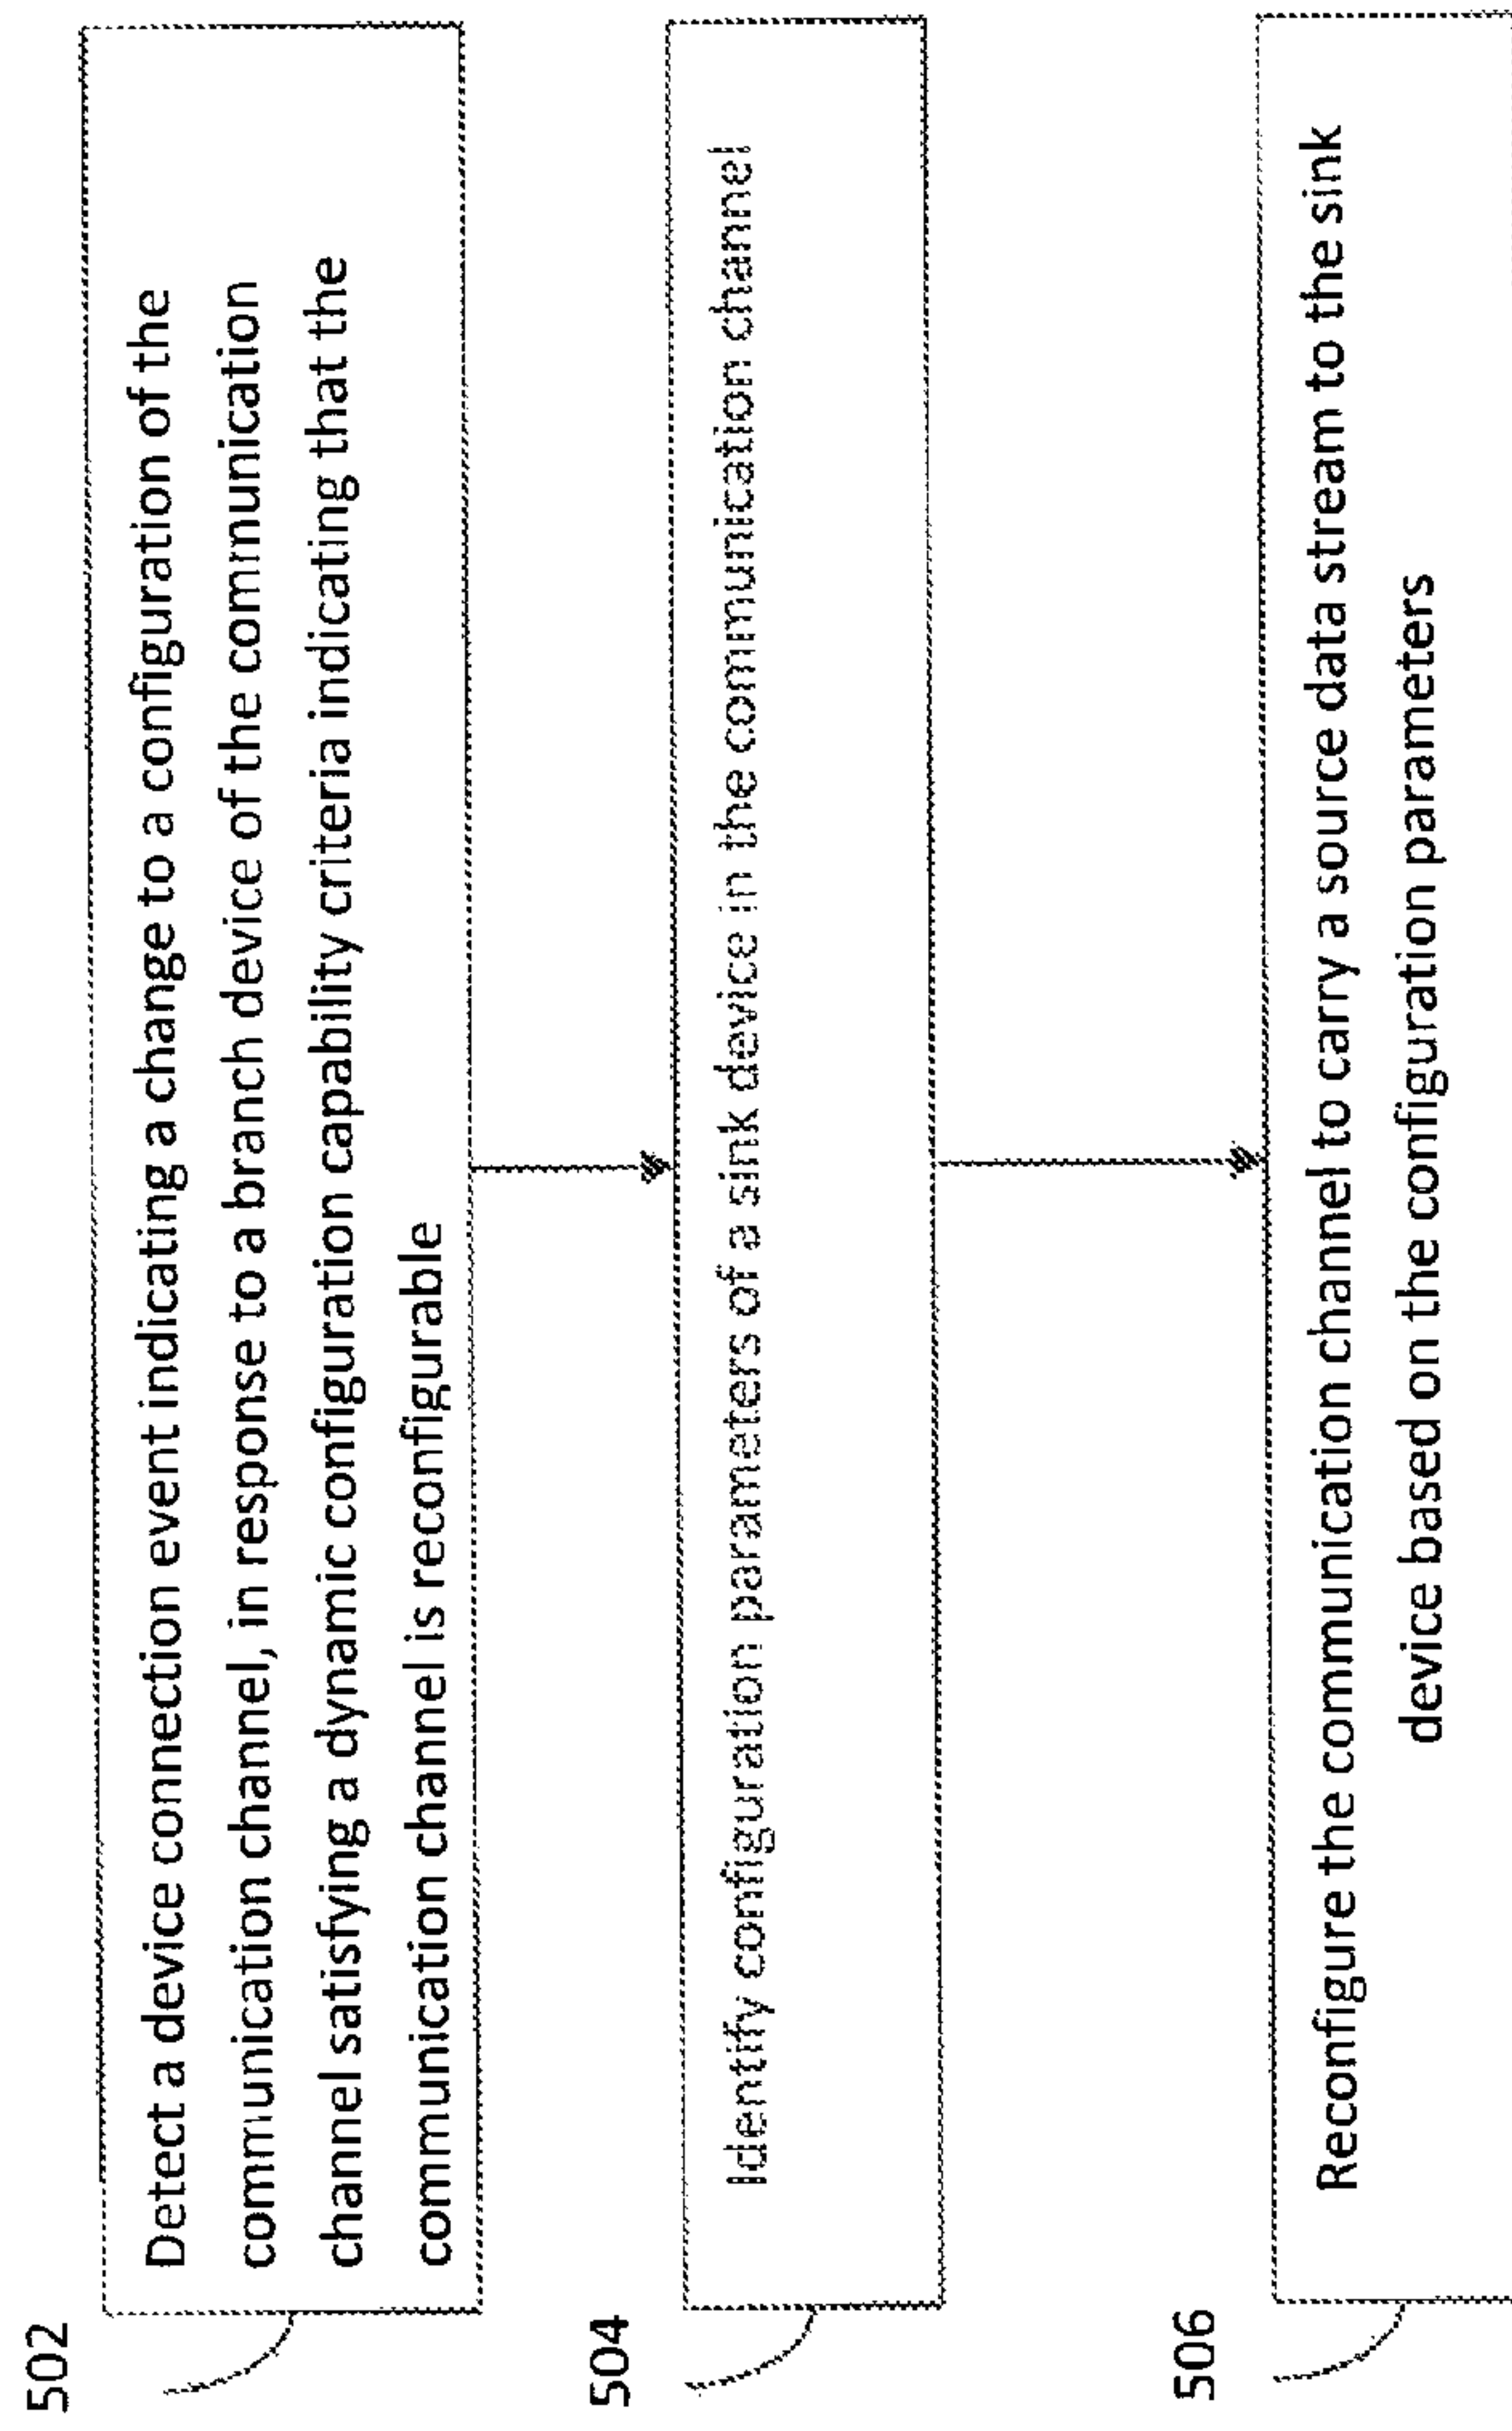 502
Detect a device connection event indicating a change to a configuration of the
communication channel, in response to a branch device of the communication
channel satisfying a dynamic configuration capability criteria indicating that the
communication channel is reconfigurable
504
Identify configuration parameters of a sink device in the communication channel
506
Reconfigure the communication channel to carry a source data stream to the sink
device based on the configuration parameters